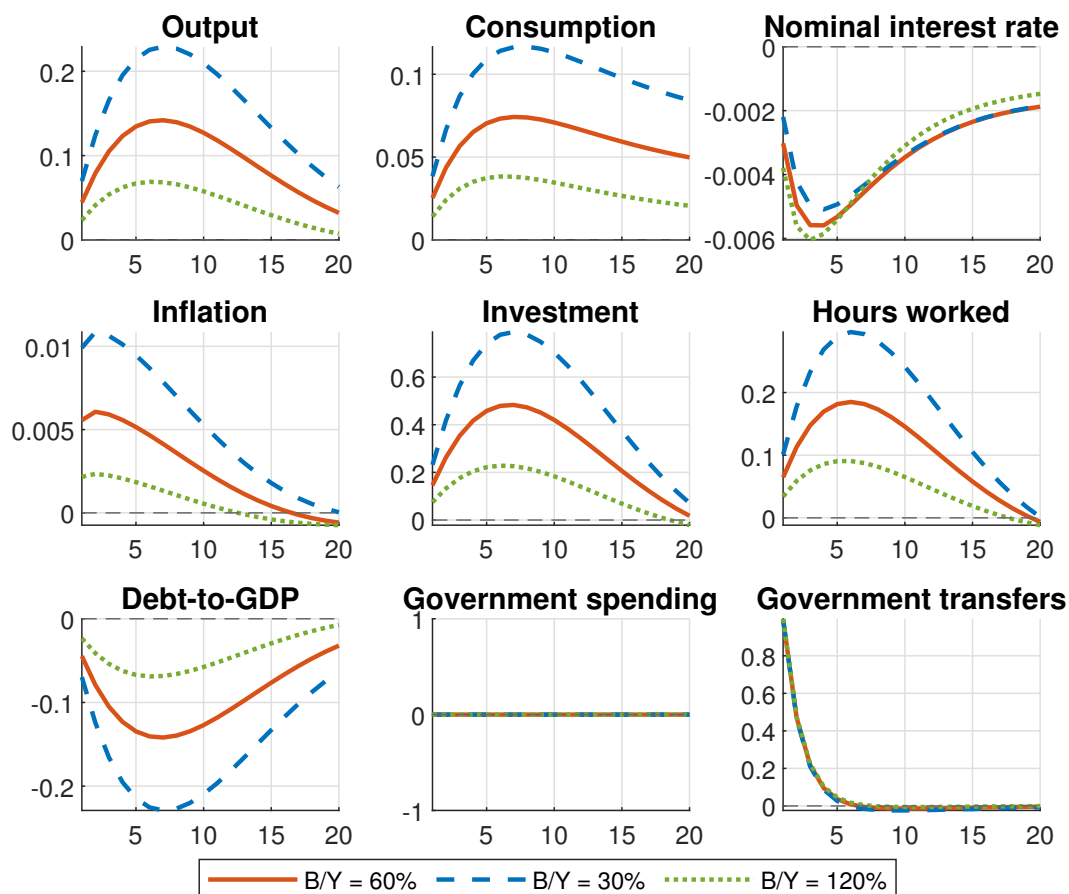 Output
0.2
0.1
0
5 10 15 20
Consumption
0.1
0.05
0
5 10 15 20
Nominal interest rate
0
-0.002
-0.004
-0.006
5 10 15 20
Inflation
0.01
0.005
0
5 10 15 20
Investment
0.6
0.4
0.2
0
5 10 15 20
Hours worked
0.2
0.1
0
5 10 15 20
Debt-to-GDP
0
-0.1
-0.2
5 10 15 20
Government spending
1
0
-1
5 10 15 20
Government transfers
0.8
0.6
0.4
0.2
0
5 10 15 20
B/Y = 60% B/Y = 30% B/Y = 120%